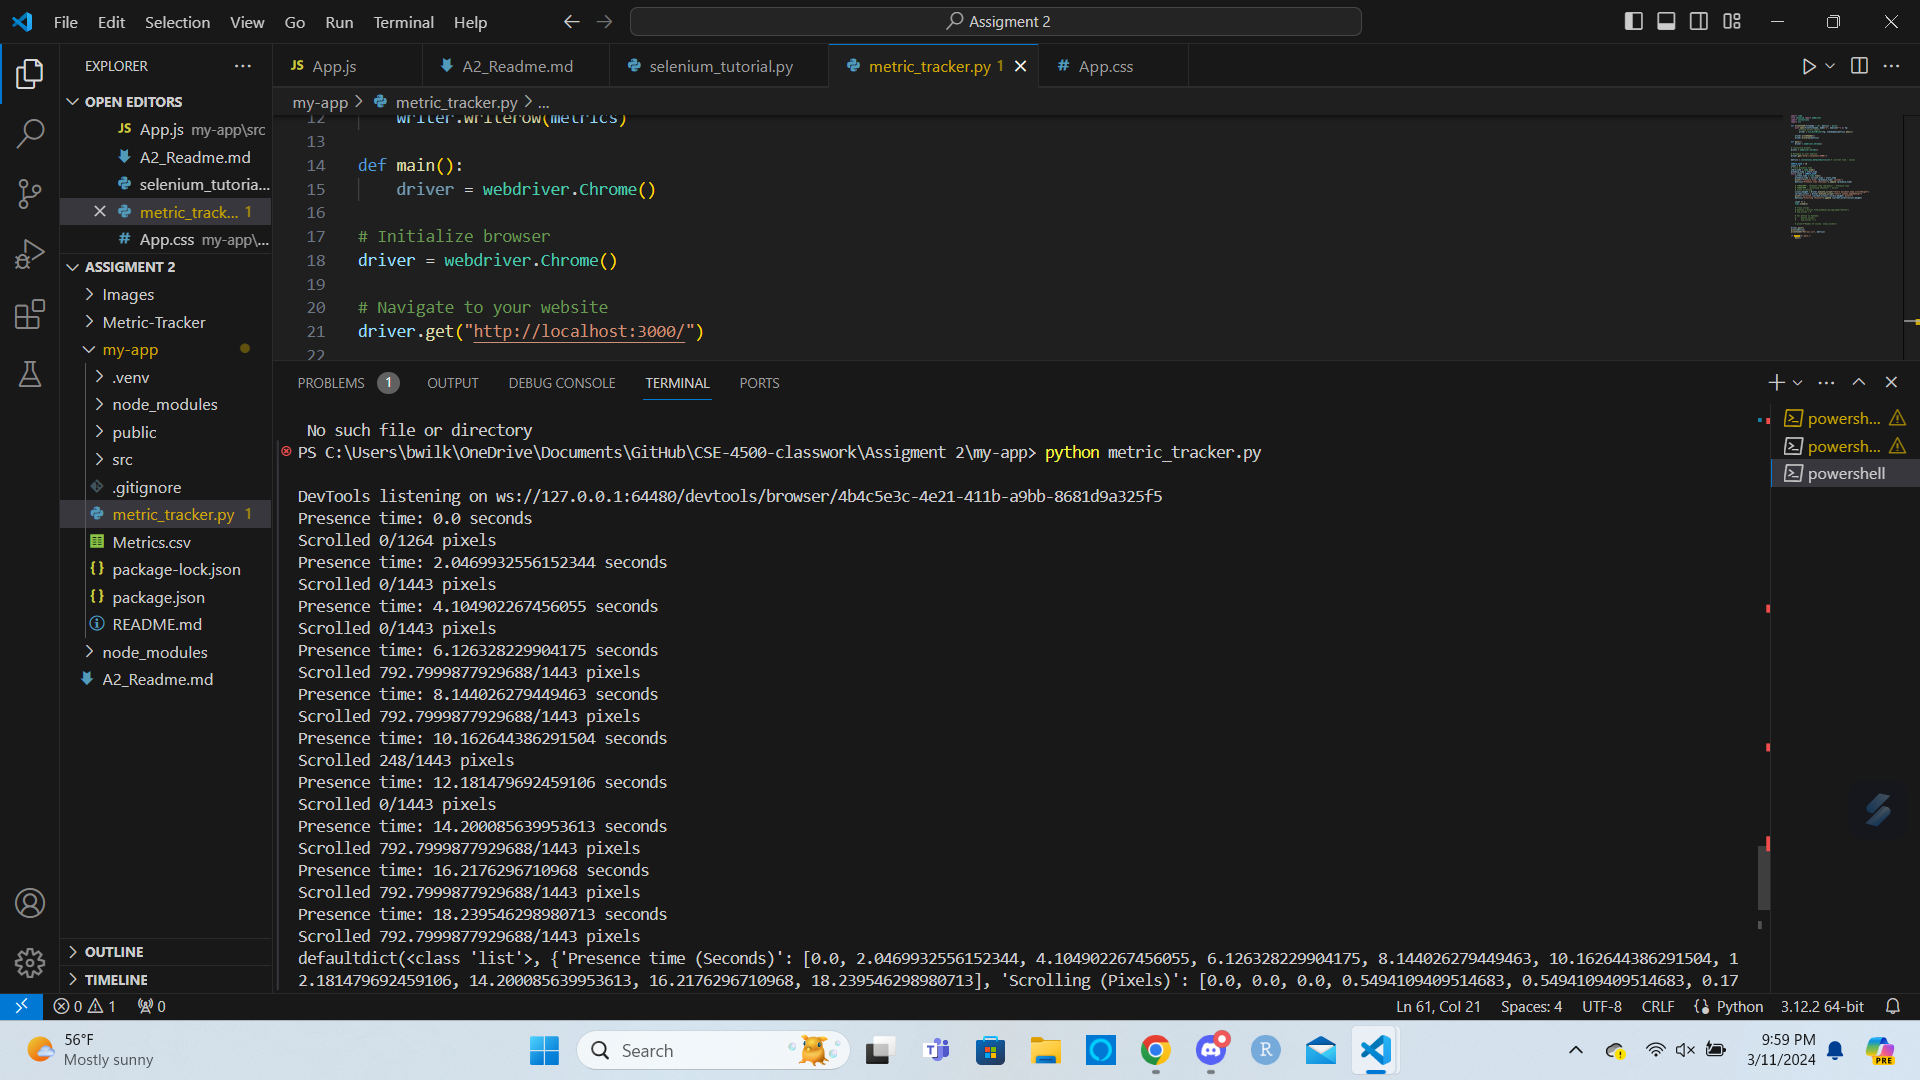 File Edit Selection View Go Run Terminal Help
Assigment 2
EXPLORER
OPEN EDITORS
JS App.js my-app\src
A2_Readme.md
selenium_tutoria...
metric_track... 1
# App.css my-app\...
ASSIGMENT 2
Images
Metric-Tracker
my-app
.venv
node_modules
public
src
.gitignore
metric_tracker.py 1
Metrics.csv
{} package-lock.json
{} package.json
README.md
node_modules
A2_Readme.md
OUTLINE
TIMELINE
JS App.js
A2_Readme.md
selenium_tutorial.py
metric_tracker.py 1
# App.css
my-app > metric_tracker.py > ...
12 writer.writerow(metrics)
13
14 def main():
15 driver = webdriver.Chrome()
16
17 # Initialize browser
18 driver = webdriver.Chrome()
19
20 # Navigate to your website
21 driver.get("http://localhost:3000/")
22
PROBLEMS 1 OUTPUT DEBUG CONSOLE TERMINAL PORTS
No such file or directory
PS C:\Users\bwilk\OneDrive\Documents\GitHub\CSE-4500-classwork\Assigment 2\my-app> python metric_tracker.py
DevTools listening on ws://127.0.0.1:64480/devtools/browser/4b4c5e3c-4e21-411b-a9bb-8681d9a325f5
Presence time: 0.0 seconds
Scrolled 0/1264 pixels
Presence time: 2.0469932556152344 seconds
Scrolled 0/1443 pixels
Presence time: 4.104902267456055 seconds
Scrolled 0/1443 pixels
Presence time: 6.126328229904175 seconds
Scrolled 792.7999877929688/1443 pixels
Presence time: 8.144026279449463 seconds
Scrolled 792.7999877929688/1443 pixels
Presence time: 10.162644386291504 seconds
Scrolled 248/1443 pixels
Presence time: 12.181479692459106 seconds
Scrolled 0/1443 pixels
Presence time: 14.200085639953613 seconds
Scrolled 792.7999877929688/1443 pixels
Presence time: 16.2176296710968 seconds
Scrolled 792.7999877929688/1443 pixels
Presence time: 18.239546298980713 seconds
Scrolled 792.7999877929688/1443 pixels
defaultdict(<class 'list'>, {'Presence time (Seconds)': [0.0, 2.0469932556152344, 4.104902267456055, 6.126328229904175, 8.144026279449463, 10.162644386291504, 1
2.181479692459106, 14.200085639953613, 16.2176296710968, 18.239546298980713], 'Scrolling (Pixels)': [0.0, 0.0, 0.0, 0.5494109409514683, 0.5494109409514683, 0.17
powersh...
powersh...
powershell
0 1 0
Ln 61, Col 21 Spaces: 4 UTF-8 CRLF {} Python 3.12.2 64-bit
56°F
Mostly sunny
Search
9:59 PM
3/11/2024
PRE